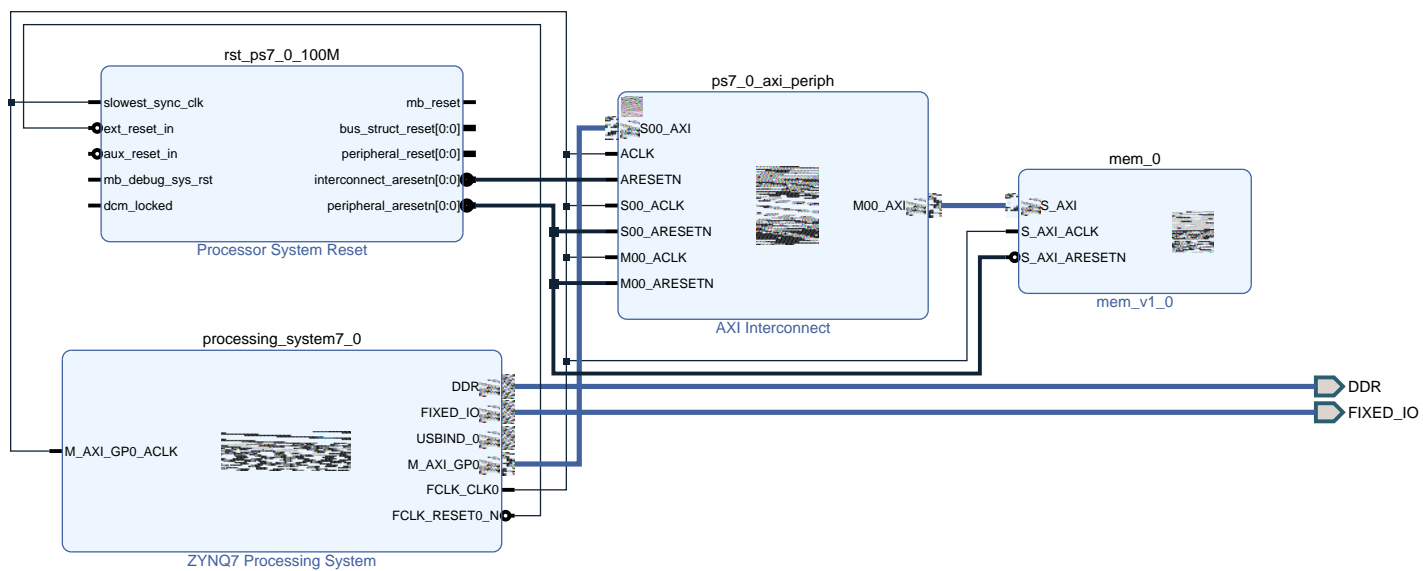 rst_ps7_0_100M
slowest_sync_clk
ext_reset_in
aux_reset_in
mb_debug_sys_rst
dcm_locked
mb_reset
bus_struct_reset[0:0]
peripheral_reset[0:0]
interconnect_aresetn[0:0]
peripheral_aresetn[0:0]
Processor System Reset
ps7_0_axi_periph
S00_AXI
ACLK
ARESETN
S00_ACLK
S00_ARESETN
M00_ACLK
M00_ARESETN
M00_AXI
AXI Interconnect
mem_0
S_AXI
S_AXI_ACLK
S_AXI_ARESETN
mem_v1_0
processing_system7_0
M_AXI_GP0_ACLK
DDR
FIXED_IO
USBIND_0
M_AXI_GP0
FCLK_CLK0
FCLK_RESET0_N
ZYNQ7 Processing System
DDR
FIXED_IO